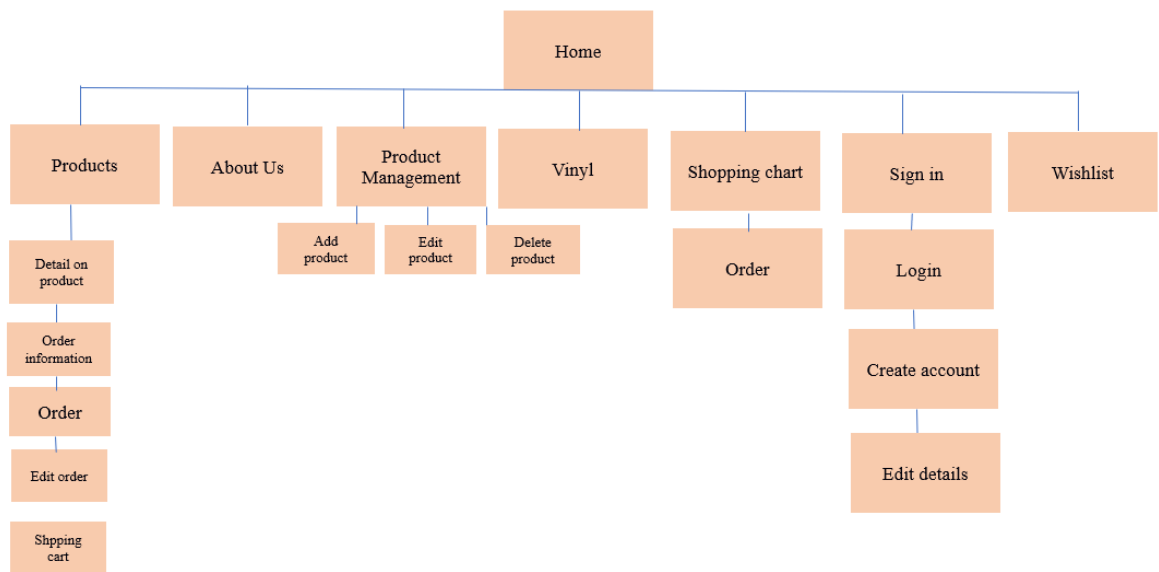 Home
Products
About Us
Product
Management
Vinyl
Shopping chart
Sign in
Wishlist
Add
product
Edit
product
Delete
product
Detail on
product
Order
information
Order
Edit order
Shpping
cart
Order
Login
Create account
Edit details